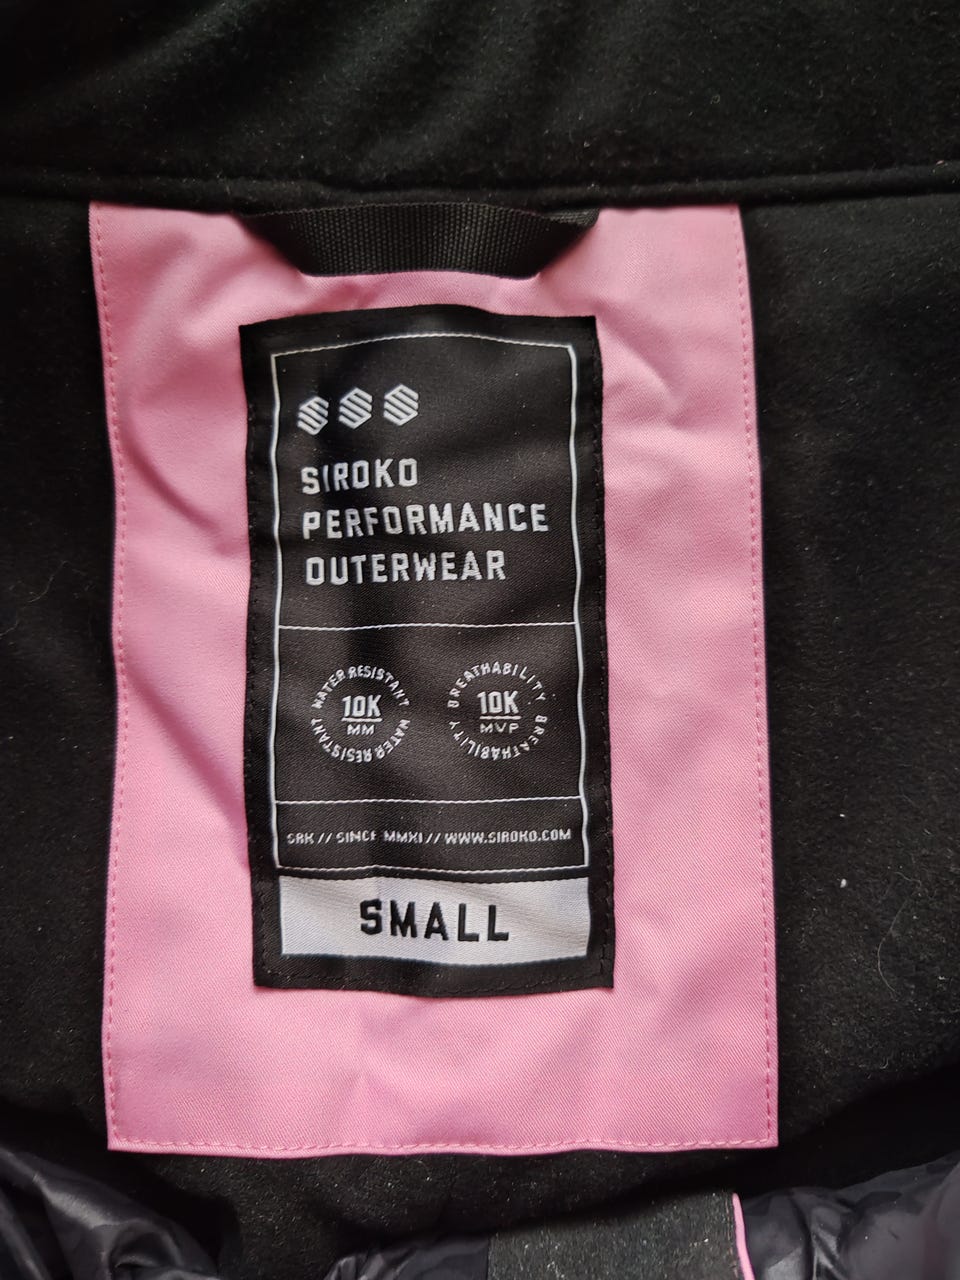 SIROKO
PERFORMANCE
OUTERWEAR
WATER RESISTANT WATER RESISTANT
10K
MM
BREATHABILITY BREATHABILITY
10K
MVP
SRK // SINCE MMXI // WWW.SIROKO.COM
SMALL